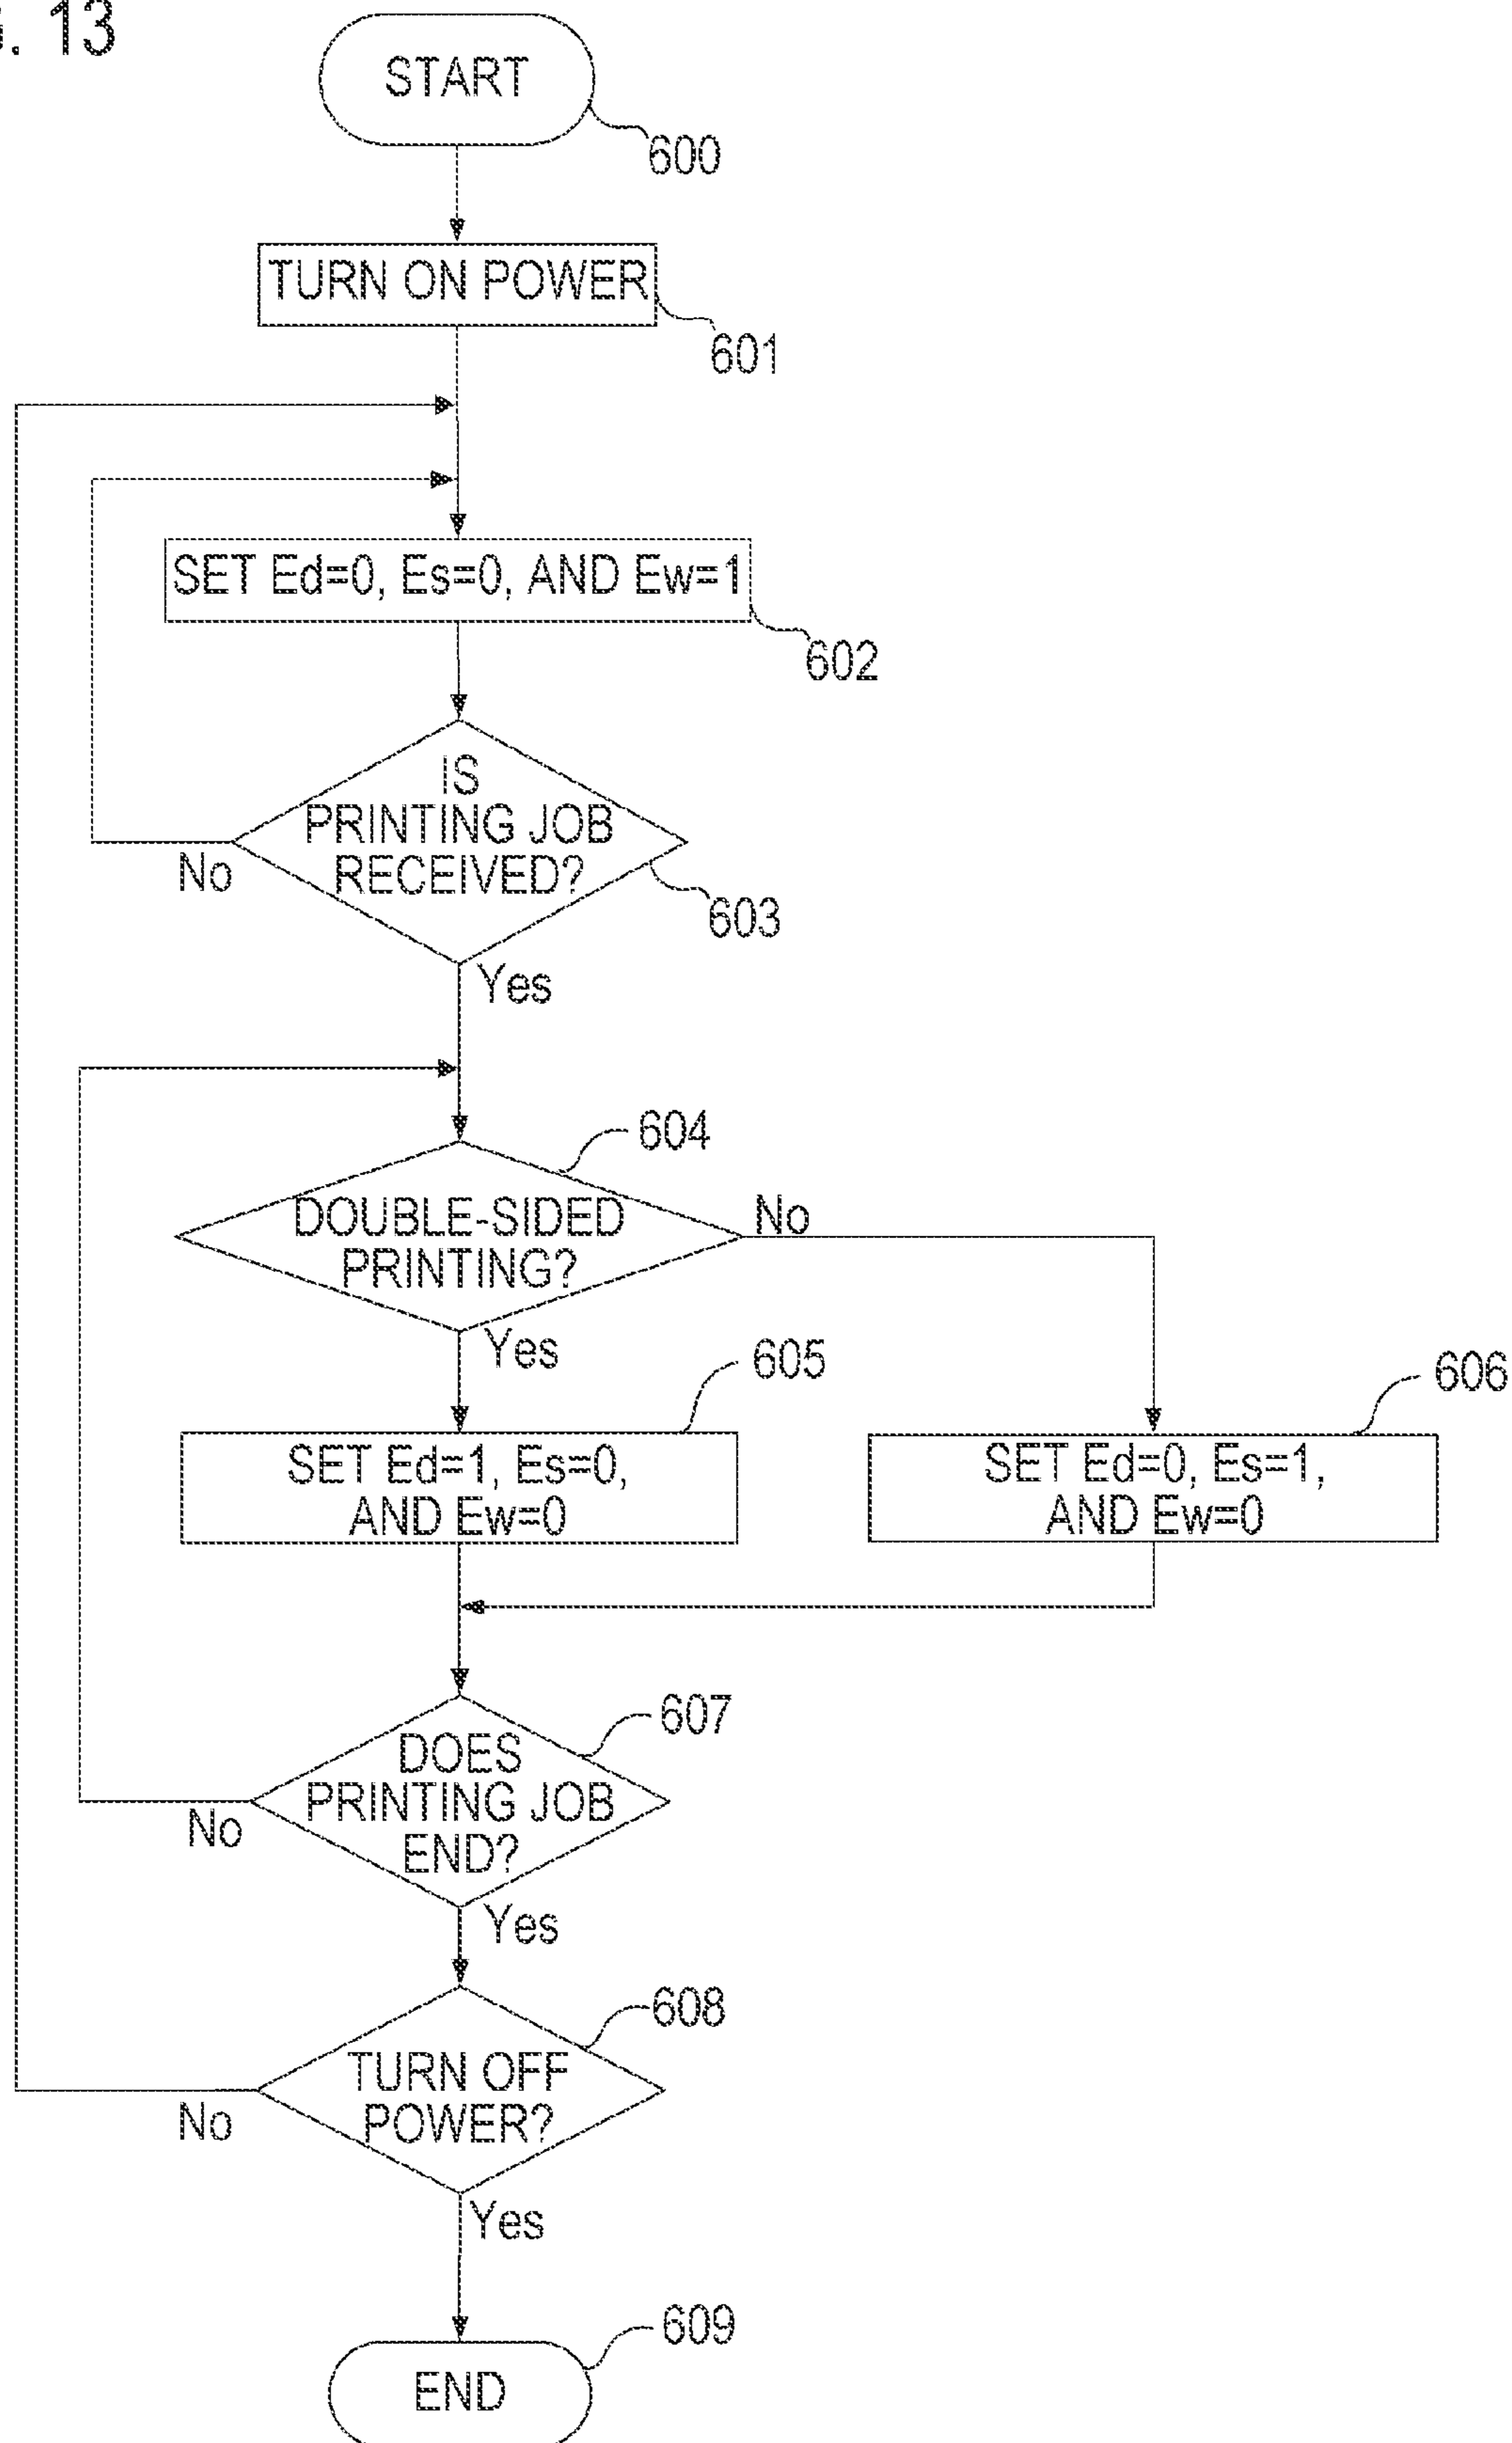 . 13
START
600
TURN ON POWER
601
SET Ed=0, Es=0, AND Ew=1
602
IS
PRINTING JOB
RECEIVED?
603
No
Yes
604
DOUBLE-SIDED
PRINTING?
No
Yes
605
606
SET Ed=1, Es=0,
AND Ew=0
SET Ed=0, Es=1,
AND Ew=0
607
DOES
PRINTING JOB
END?
No
Yes
608
TURN OFF
POWER?
No
Yes
609
END